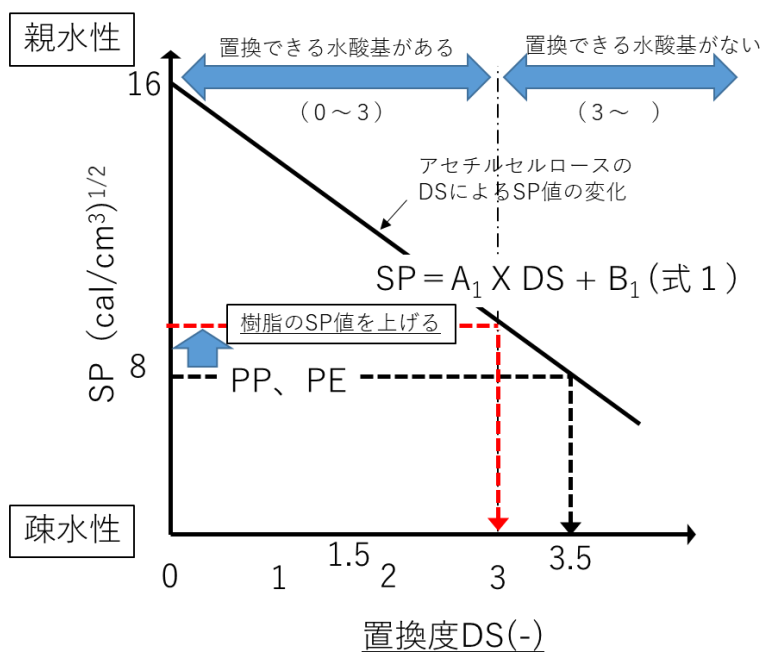 親水性
置換できる水酸基がある
置換できる水酸基がない
(0～3)
(3～ )
16
アセチルセルロースの
DSによるSP値の変化
SP＝A₁ X DS + B₁ (式１)
樹脂のSP値を上げる
8
PP、PE
SP (cal/cm³)¹ᐟ²
疎水性
0
1
1.5
2
3
3.5
置換度DS(-)